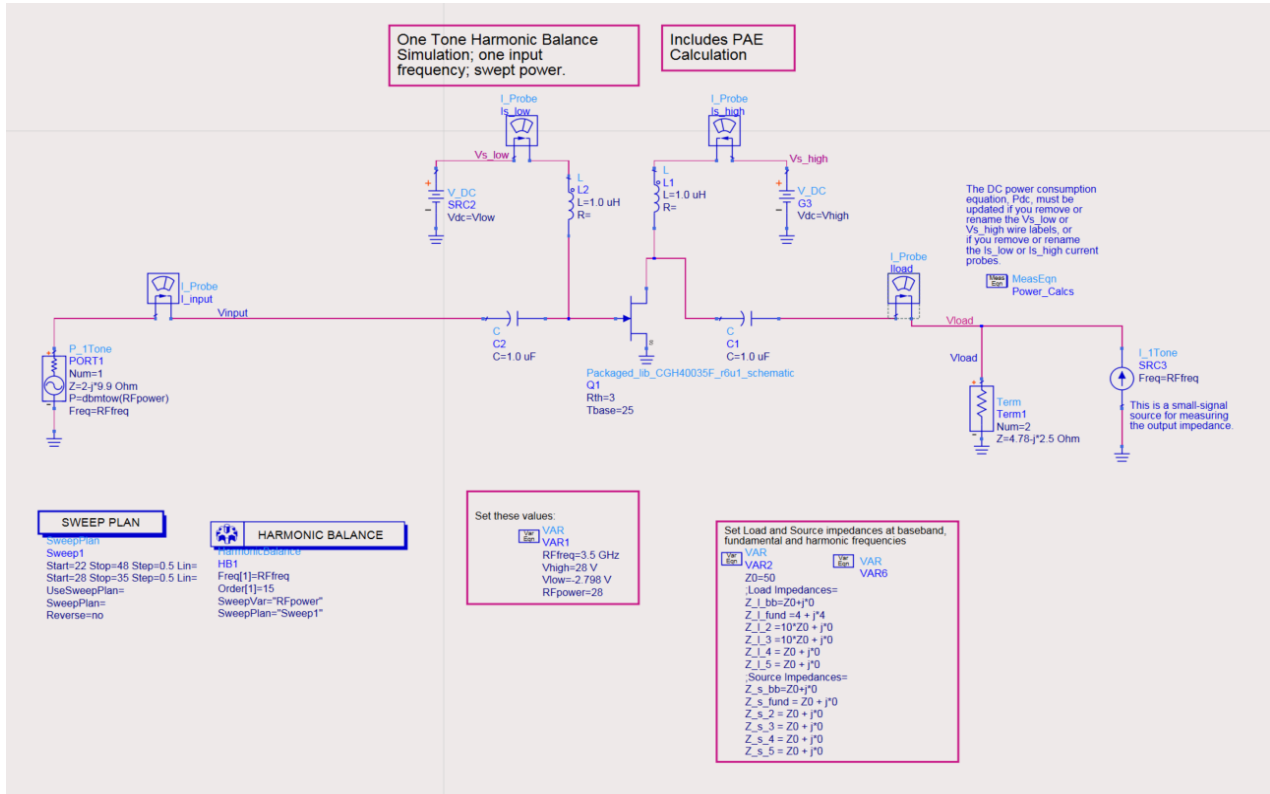 One Tone Harmonic Balance
Simulation; one input
frequency; swept power.
Includes PAE
Calculation
I_Probe
Is_low
I_Probe
Is_high
Vs_low
Vs_high
+
V_DC
SRC2
Vdc=Vlow
-
L
L2
L=1.0 uH
R=
L
L1
L=1.0 uH
R=
+
V_DC
G3
Vdc=Vhigh
-
The DC power consumption
equation, Pdc, must be
updated if you remove or
rename the Vs_low or
Vs_high wire labels, or
if you remove or rename
the Is_low or Is_high current
probes.
Meas
Eqn
MeasEqn
Power_Calcs
I_Probe
I_input
Vinput
I_Probe
Iload
Vload
Vload
C
C2
C=1.0 uF
C
C1
C=1.0 uF
Packaged_lib_CGH40035F_r6u1_schematic
Q1
Rth=3
Tbase=25
+
P_1Tone
PORT1
Num=1
Z=2-j*9.9 Ohm
P=dbmtow(RFpower)
Freq=RFfreq
-
+
Term
Term1
Num=2
Z=4.78-j*2.5 Ohm
-
I_1Tone
SRC3
Freq=RFfreq
This is a small-signal
source for measuring
the output impedance.
SWEEP PLAN
SweepPlan
Sweep1
Start=22 Stop=48 Step=0.5 Lin=
Start=28 Stop=35 Step=0.5 Lin=
UseSweepPlan=
SweepPlan=
Reverse=no
HARMONIC BALANCE
HarmonicBalance
HB1
Freq[1]=RFfreq
Order[1]=15
SweepVar="RFpower"
SweepPlan="Sweep1"
Set these values:
Var
Eqn
VAR
VAR1
RFfreq=3.5 GHz
Vhigh=28 V
Vlow=-2.798 V
RFpower=28
Set Load and Source impedances at baseband,
fundamental and harmonic frequencies
Var
Eqn
VAR
VAR2
Z0=50
;Load Impedances=
Z_l_bb=Z0+j*0
Z_l_fund =4 + j*4
Z_l_2 =10*Z0 + j*0
Z_l_3 =10*Z0 + j*0
Z_l_4 = Z0 + j*0
Z_l_5 = Z0 + j*0
;Source Impedances=
Z_s_bb=Z0+j*0
Z_s_fund = Z0 + j*0
Z_s_2 = Z0 + j*0
Z_s_3 = Z0 + j*0
Z_s_4 = Z0 + j*0
Z_s_5 = Z0 + j*0
Var
Eqn
VAR
VAR6